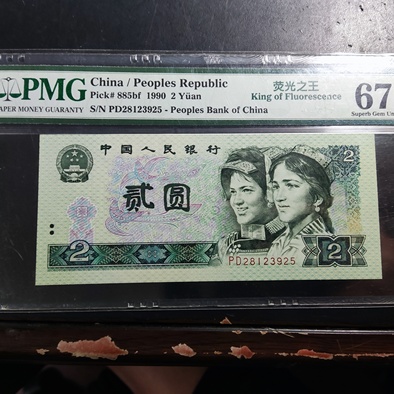 PMG
PAPER MONEY GUARANTY
China / Peoples Republic
Pick# 885bf 1990 2 Yüan
S/N PD28123925 - Peoples Bank of China
荧光之王
King of Fluorescence
67
Superb Gem Un
中国人民银行
2
贰圆
PD28123925
2
2